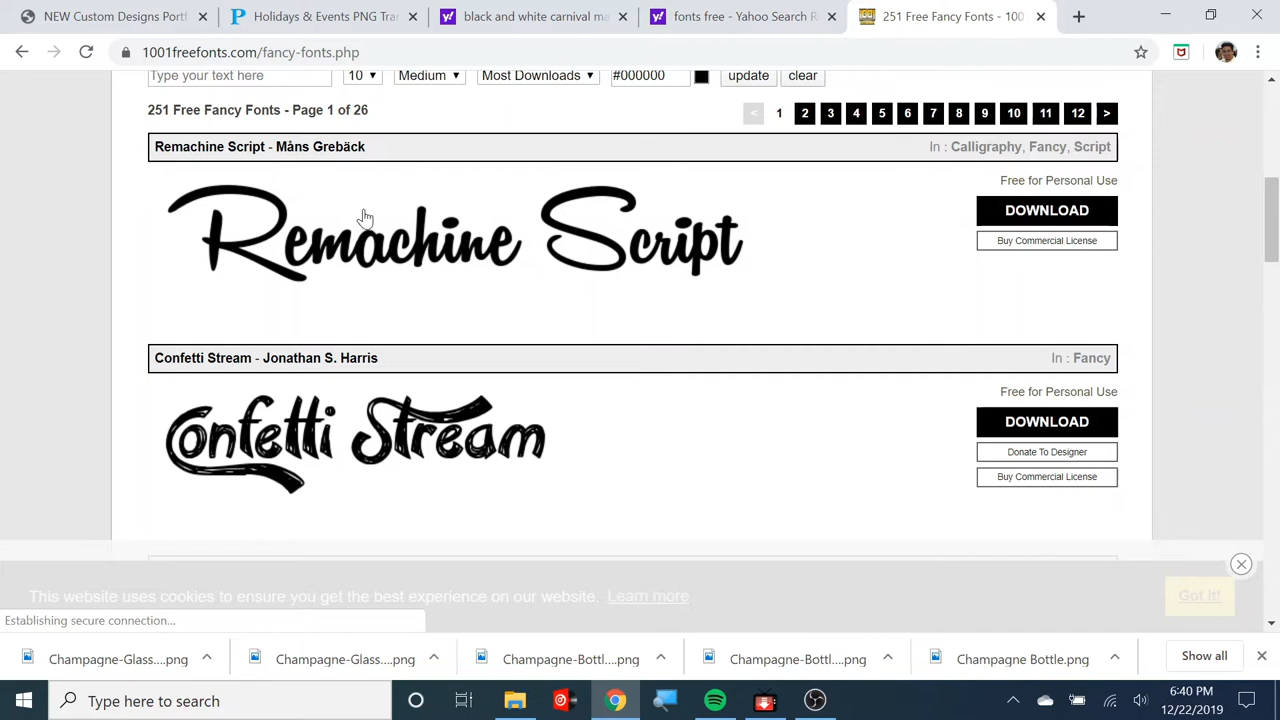 NEW Custom Designed bott
Holidays & Events PNG Tra
black and white carnival ma
fonts free - Yahoo Search R
251 Free Fancy Fonts - 100
1001freefonts.com/fancy-fonts.php
Type your text here
10
Medium
Most Downloads
#000000
update
clear
251 Free Fancy Fonts - Page 1 of 26
< 1 2 3 4 5 6 7 8 9 10 11 12 >
Remachine Script - Måns Grebäck
In : Calligraphy, Fancy, Script
Free for Personal Use
Remachine Script
DOWNLOAD
Buy Commercial License
Confetti Stream - Jonathan S. Harris
In : Fancy
Free for Personal Use
Confetti Stream
DOWNLOAD
Donate To Designer
Buy Commercial License
This website uses cookies to ensure you get the best experience on our website. Learn more
Got it!
Establishing secure connection...
Champagne-Glass....png
Champagne-Glass....png
Champagne-Bottl....png
Champagne-Bottl....png
Champagne Bottle.png
Show all
Type here to search
6:40 PM
12/22/2019